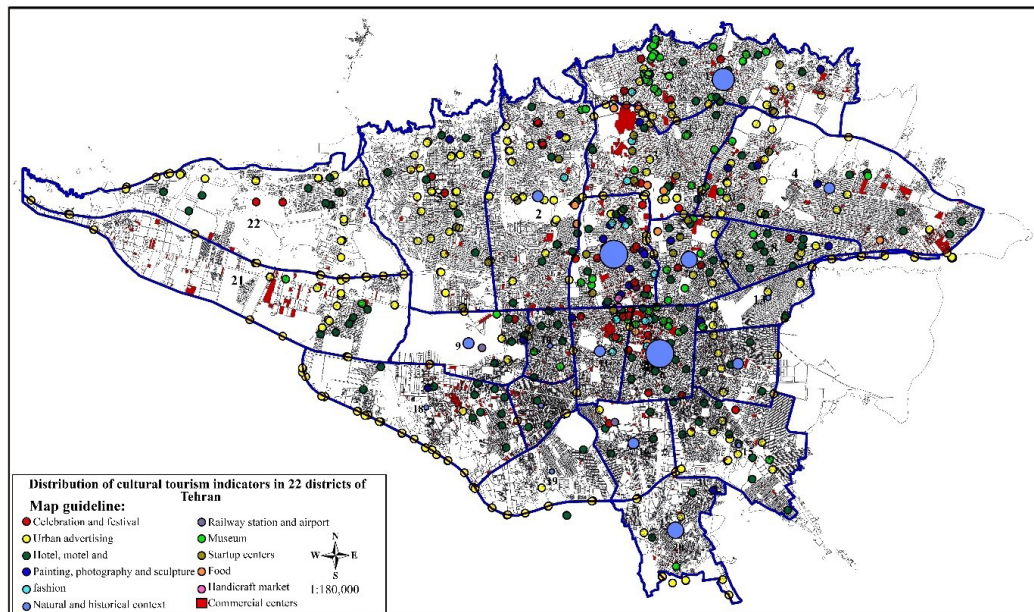 4
22
2
8
21
13
9
18
19
20
Distribution of cultural tourism indicators in 22 districts of
Tehran
Map guideline:
Celebration and festival
Urban advertising
Hotel, motel and
Painting, photography and sculpture
fashion
Natural and historical context
Railway station and airport
Museum
Startup centers
Food
Handicraft market
Commercial centers
N
W E
S
1:180,000